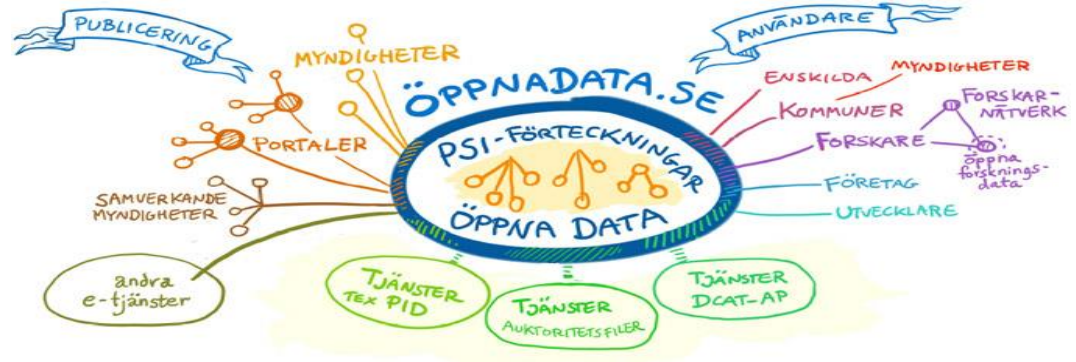 PUBLICERING
MYNDIGHETER
PORTALER
SAMVERKANDE
MYNDIGHETER
andra
e-tjänster
ÖPPNADATA.SE
PSI-FÖRTECKNINGAR
ÖPPNA DATA
TJÄNSTER
TEX PID
TJÄNSTER
AUKTORITETSFILER
TJÄNSTER
DCAT-AP
ANVÄNDARE
ENSKILDA
MYNDIGHETER
KOMMUNER
FORSKARE
FORSKAR-
NÄTVERK
öppna
forsknings-
data
FÖRETAG
UTVECKLARE